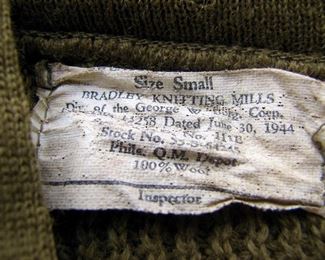 Size Small
BRADLEY KNITTING MILLS
Div. of the George W. Corp.
Dated June 30, 1944
Stock No.
Phila. Q.M. Depot
100% Wool
Inspector